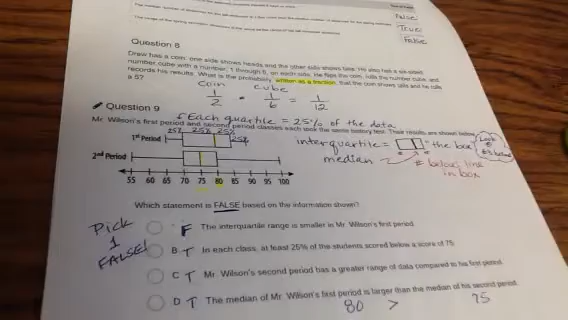 False
True
False
Question 8
Drew has a coin: one side shows heads and the other side shows tails. He also has a six-sided
number cube with a number, 1 through 6, on each side. He flips the coin, rolls the number cube, and
records his results. What is the probability, written as a fraction, that the coin shows tails and he rolls
a 5?
coin cube
1/2 • 1/6 = 1/12
Question 9
Each quartile = 25% of the data
Mr. Wilson's first period and second period classes each took the same history test. Their results are shown below.
25% 25% 25%
1st Period 25%
interquartile = "the box"
median # below line
in box
2nd Period
55 60 65 70 75 80 85 90 95 100
Which statement is FALSE based on the information shown?
Pick
1
FALSE!
F The interquartile range is smaller in Mr. Wilson's first period.
B T In each class, at least 25% of the students scored below a score of 75.
C T Mr. Wilson's second period has a greater range of data compared to his first period.
D T The median of Mr. Wilson's first period is larger than the median of his second period.
80 > 75